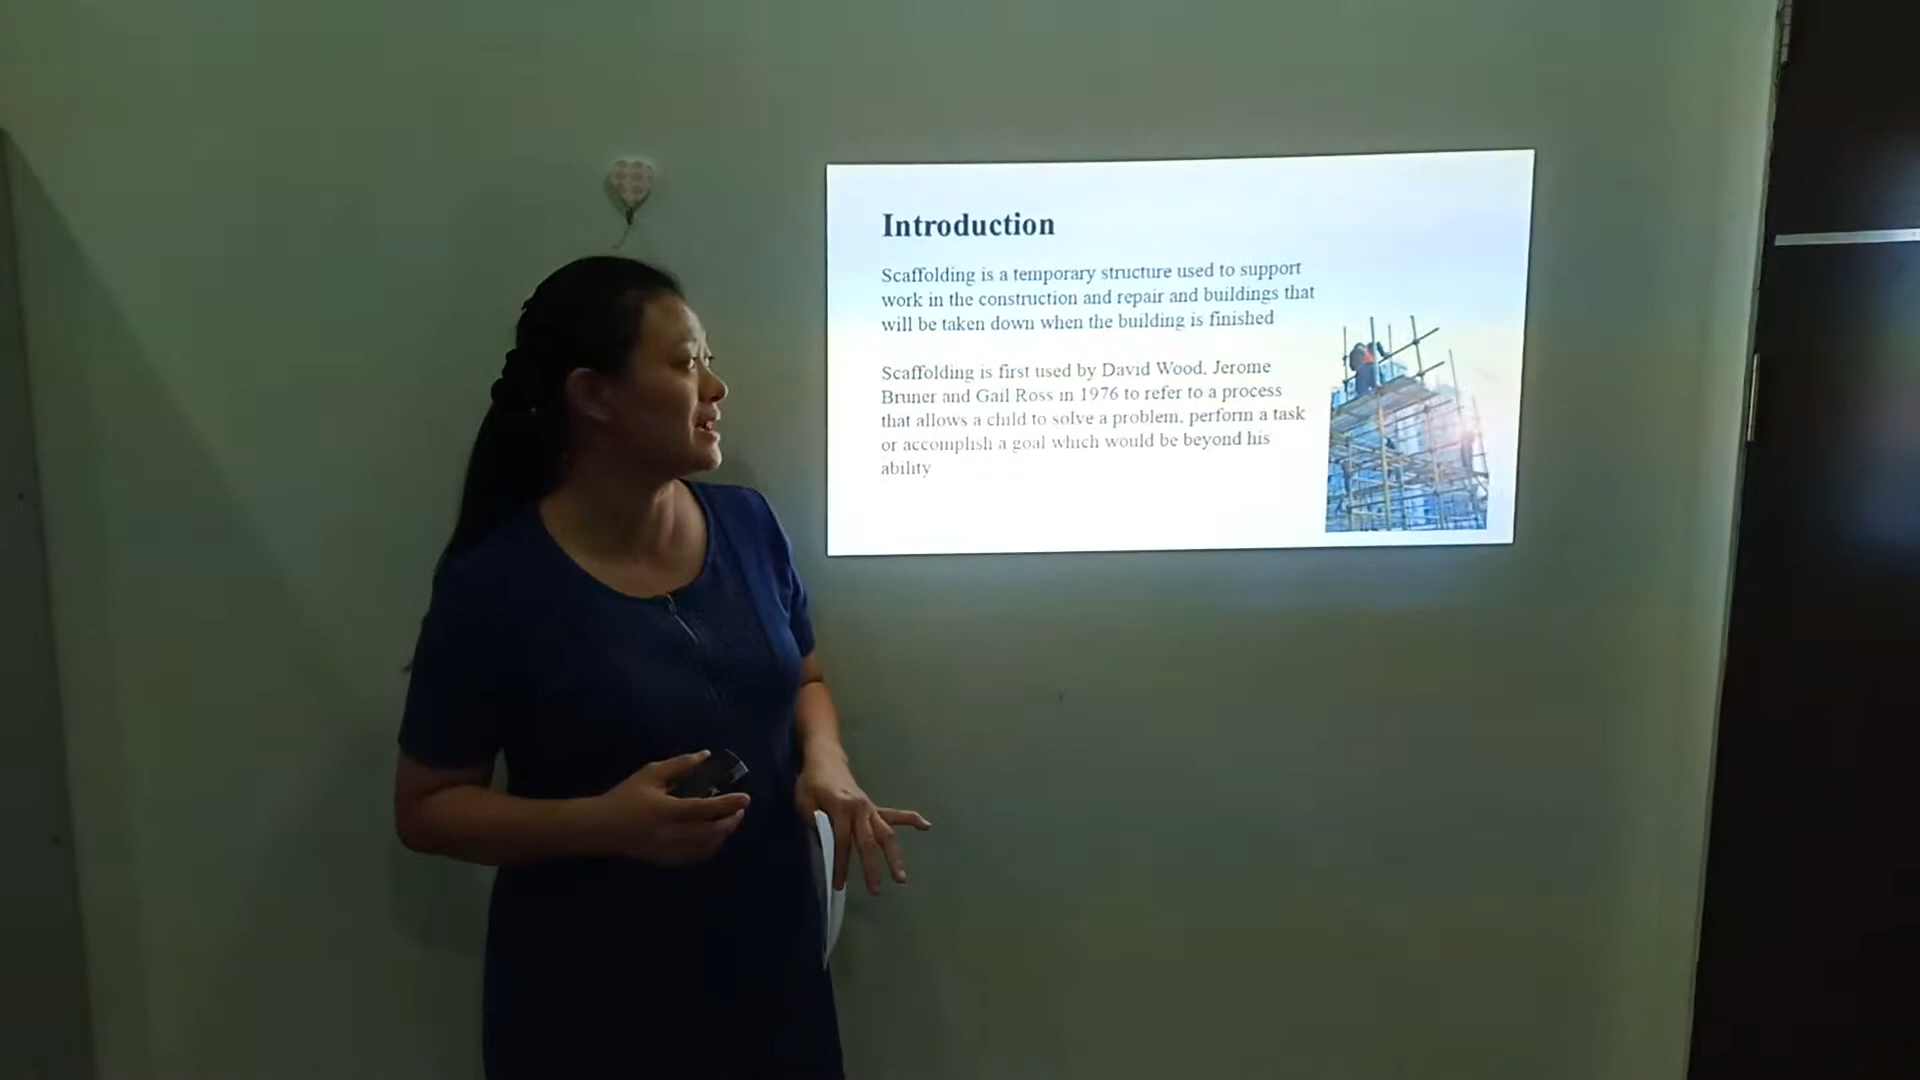 Introduction
Scaffolding is a temporary structure used to support
work in the construction and repair and buildings that
will be taken down when the building is finished
Scaffolding is first used by David Wood, Jerome
Bruner and Gail Ross in 1976 to refer to a process
that allows a child to solve a problem, perform a task
or accomplish a goal which would be beyond his
ability